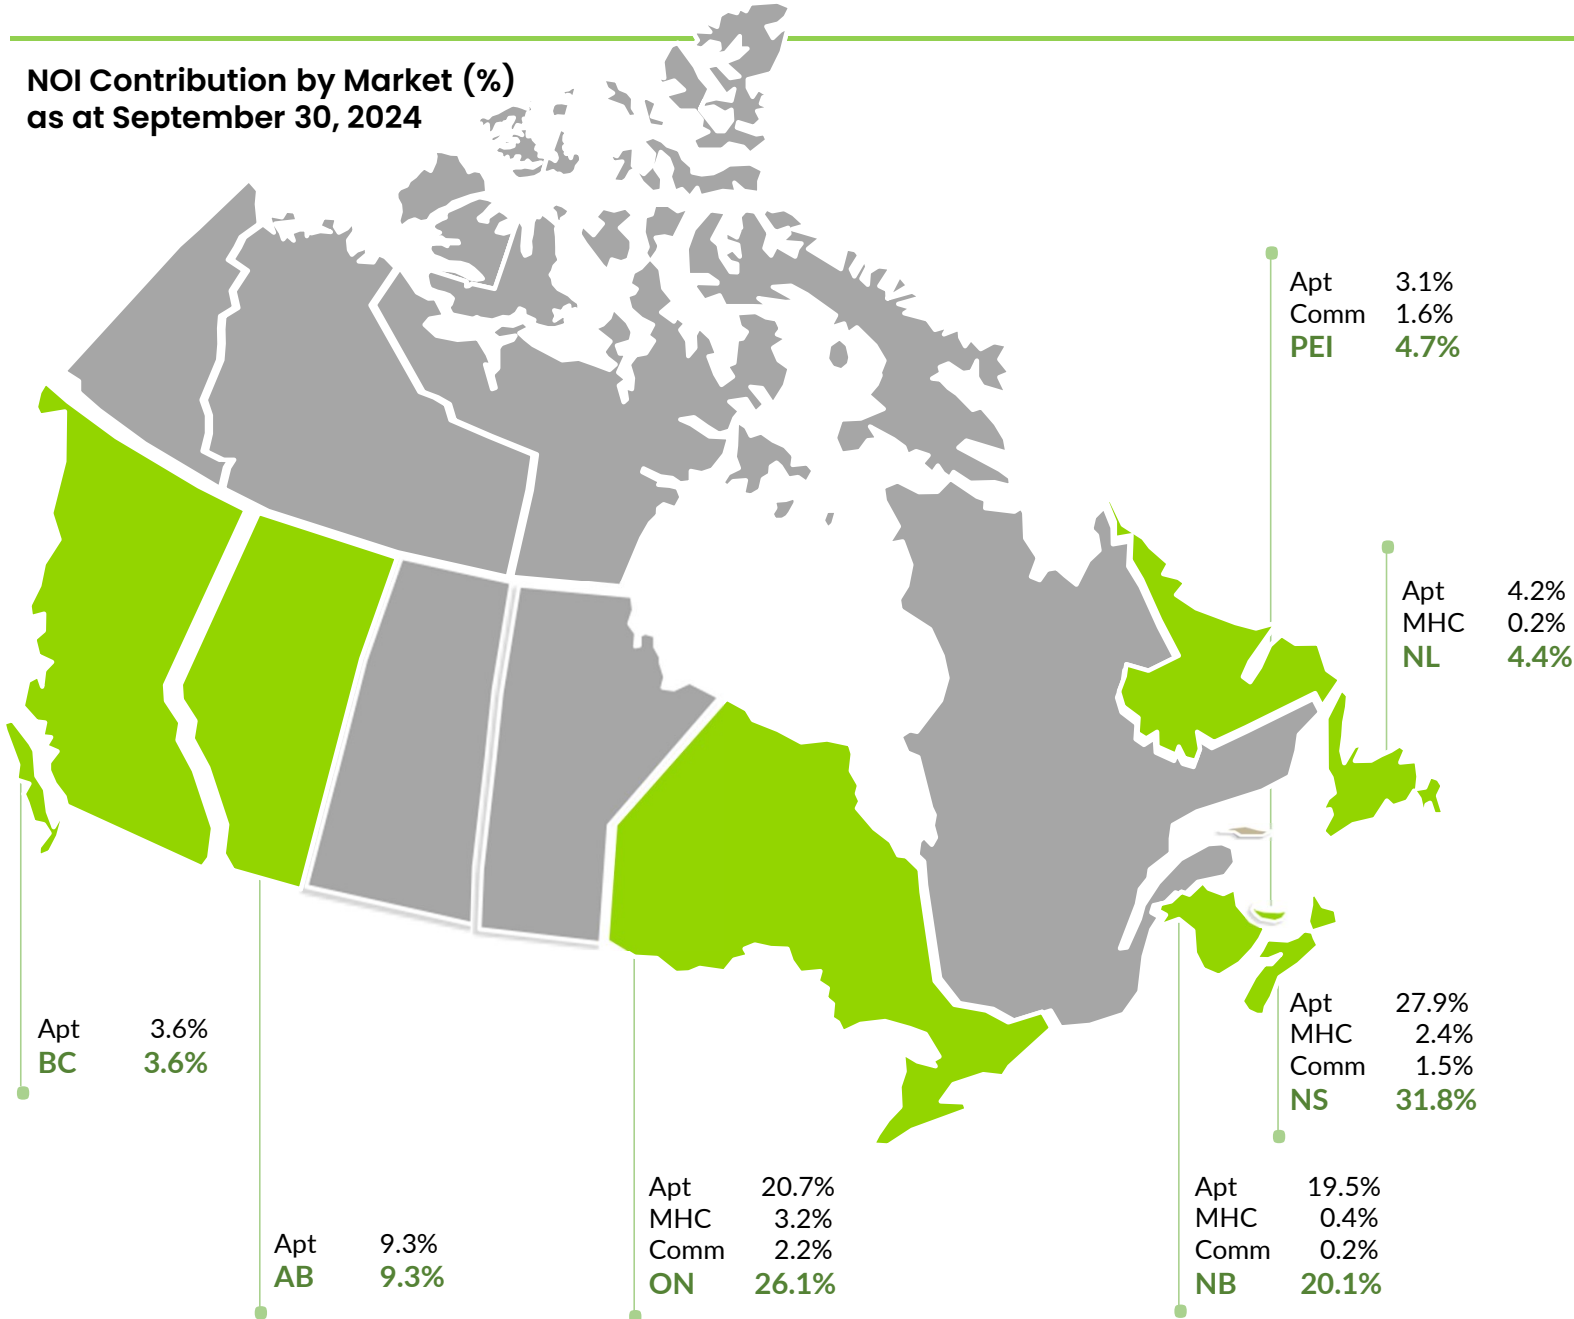 NOI Contribution by Market (%)
as at September 30, 2024
Apt 3.1%
Comm 1.6%
PEI 4.7%
Apt 4.2%
MHC 0.2%
NL 4.4%
Apt 27.9%
MHC 2.4%
Comm 1.5%
NS 31.8%
Apt 3.6%
BC 3.6%
Apt 9.3%
AB 9.3%
Apt 20.7%
MHC 3.2%
Comm 2.2%
ON 26.1%
Apt 19.5%
MHC 0.4%
Comm 0.2%
NB 20.1%